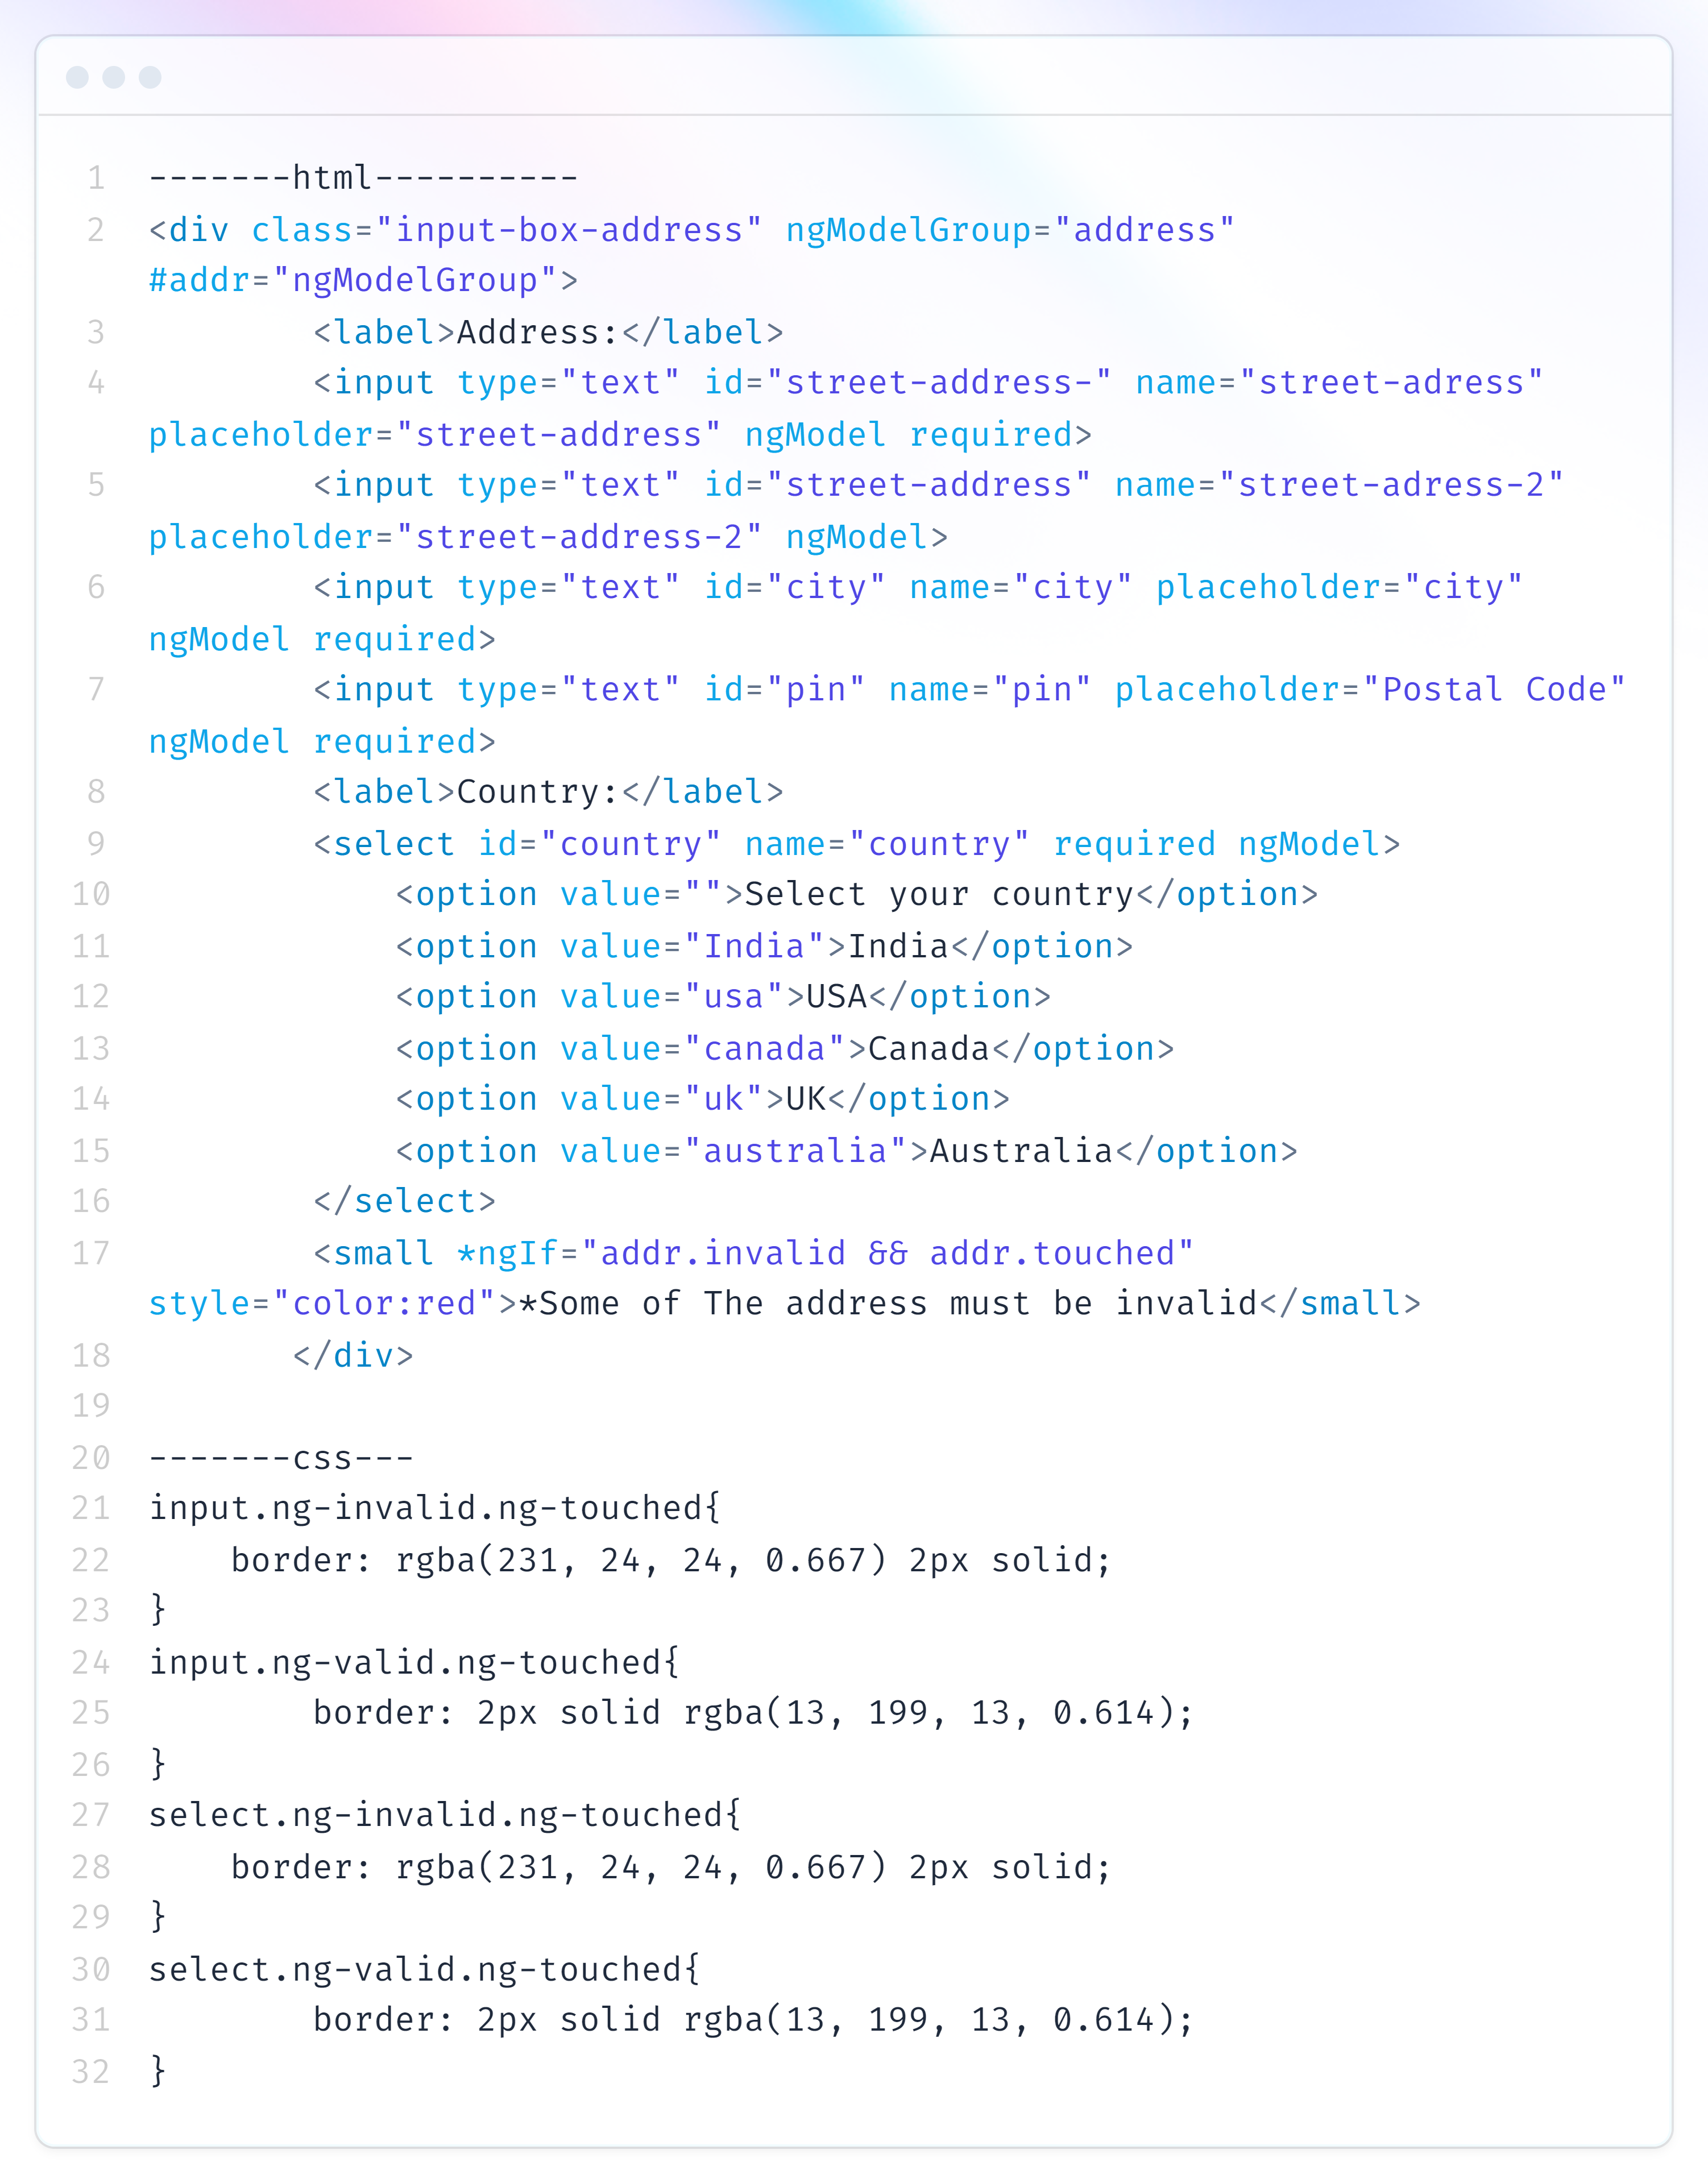 1 -------html----------
2 <div class="input-box-address" ngModelGroup="address"
#addr="ngModelGroup">
3         <label>Address:</label>
4         <input type="text" id="street-address-" name="street-adress"
placeholder="street-address" ngModel required>
5         <input type="text" id="street-address" name="street-adress-2"
placeholder="street-address-2" ngModel>
6         <input type="text" id="city" name="city" placeholder="city"
ngModel required>
7         <input type="text" id="pin" name="pin" placeholder="Postal Code"
ngModel required>
8         <label>Country:</label>
9         <select id="country" name="country" required ngModel>
10             <option value="">Select your country</option>
11             <option value="India">India</option>
12             <option value="usa">USA</option>
13             <option value="canada">Canada</option>
14             <option value="uk">UK</option>
15             <option value="australia">Australia</option>
16         </select>
17         <small *ngIf="addr.invalid && addr.touched"
style="color:red">*Some of The address must be invalid</small>
18        </div>
19
20 -------css---
21 input.ng-invalid.ng-touched{
22     border: rgba(231, 24, 24, 0.667) 2px solid;
23 }
24 input.ng-valid.ng-touched{
25         border: 2px solid rgba(13, 199, 13, 0.614);
26 }
27 select.ng-invalid.ng-touched{
28     border: rgba(231, 24, 24, 0.667) 2px solid;
29 }
30 select.ng-valid.ng-touched{
31         border: 2px solid rgba(13, 199, 13, 0.614);
32 }